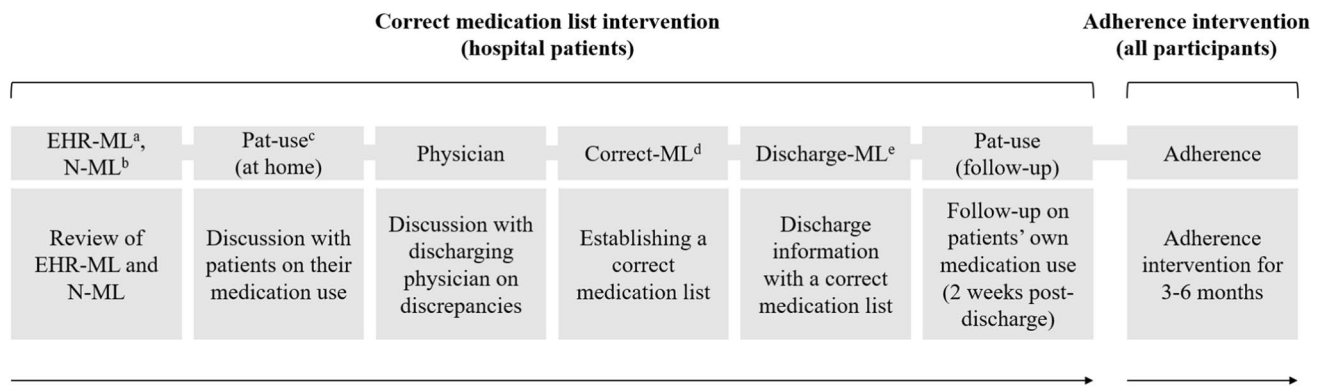 Correct medication list intervention
(hospital patients)
Adherence intervention
(all participants)
EHR-MLᵃ,
N-MLᵇ
Pat-useᶜ
(at home)
Physician
Correct-MLᵈ
Discharge-MLᵉ
Pat-use
(follow-up)
Adherence
Review of
EHR-ML and
N-ML
Discussion with
patients on their
medication use
Discussion with
discharging
physician on
discrepancies
Establishing a
correct
medication list
Discharge
information
with a correct
medication list
Follow-up on
patients’ own
medication use
(2 weeks post-
discharge)
Adherence
intervention for
3-6 months